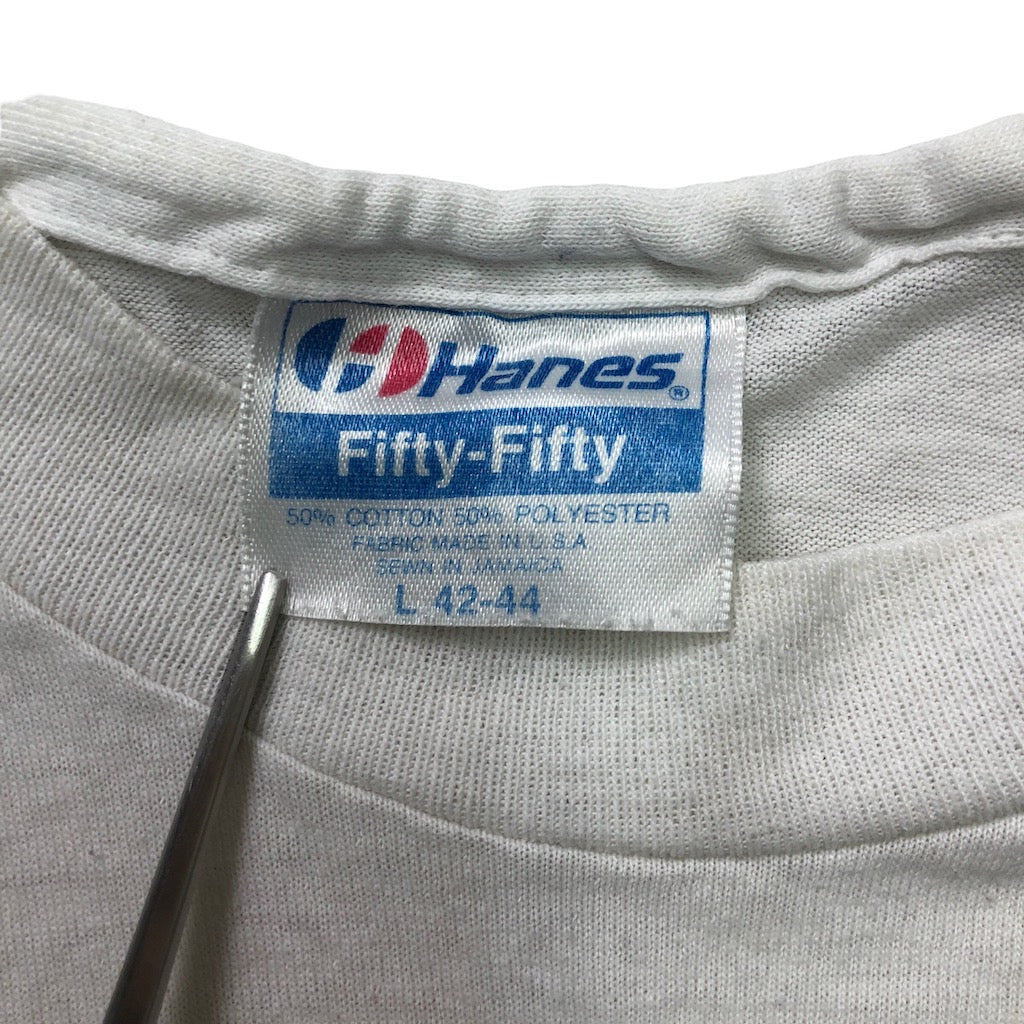 Hanes®
Fifty-Fifty
50% COTTON 50% POLYESTER
FABRIC MADE IN U.S.A
SEWN IN JAMAICA
L 42-44